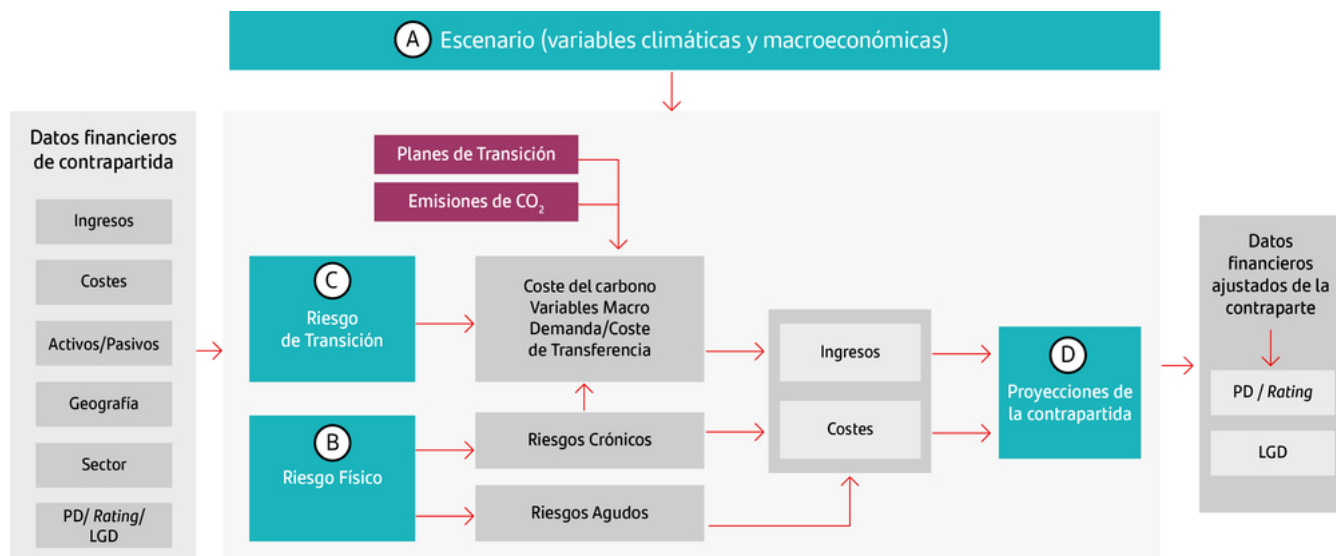 A Escenario (variables climáticas y macroeconómicas)
Datos financieros
de contrapartida
Ingresos
Costes
Activos/Pasivos
Geografía
Sector
PD/ Rating/
LGD
Planes de Transición
Emisiones de CO₂
C
Riesgo
de Transición
Coste del carbono
Variables Macro
Demanda/Coste
de Transferencia
B
Riesgo Físico
Riesgos Crónicos
Riesgos Agudos
Ingresos
Costes
D
Proyecciones de
la contrapartida
Datos
financieros
ajustados de la
contraparte
PD / Rating
LGD